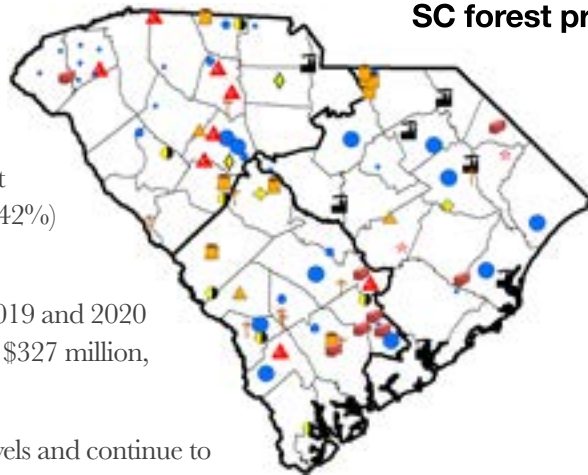 SC forest pr
t
42%)
019 and 2020
$327 million,
vels and continue to